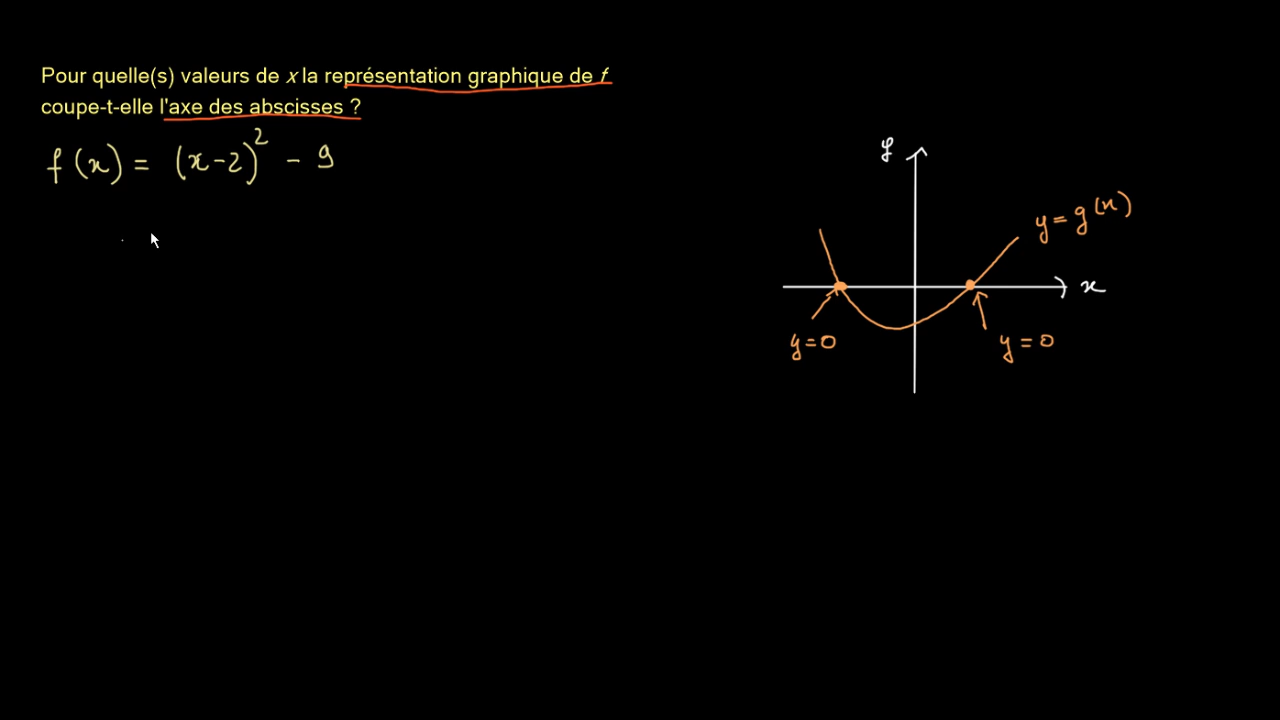 Pour quelle(s) valeurs de x la représentation graphique de f
coupe-t-elle l'axe des abscisses ?
f(x) = (x-2)² - 9
y
y = g(x)
x
y=0
y = 0